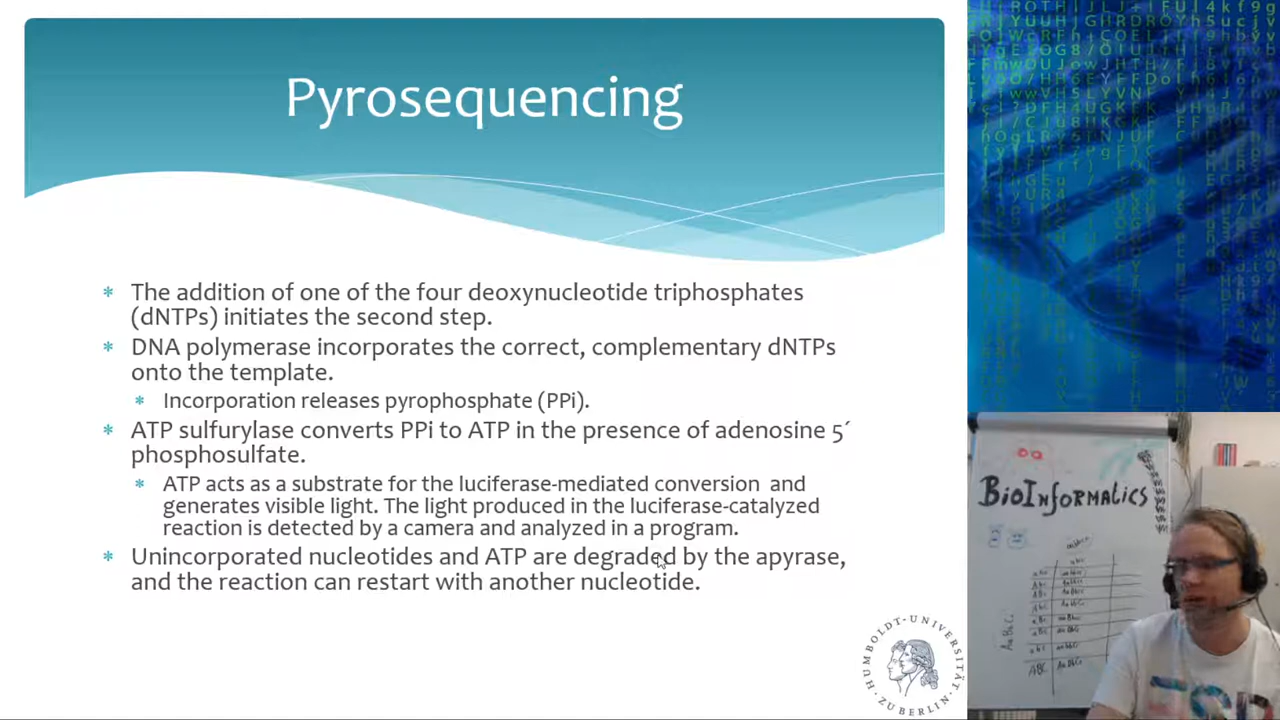 Pyrosequencing
* The addition of one of the four deoxynucleotide triphosphates
(dNTPs) initiates the second step.
* DNA polymerase incorporates the correct, complementary dNTPs
onto the template.
* Incorporation releases pyrophosphate (PPi).
* ATP sulfurylase converts PPi to ATP in the presence of adenosine 5´
phosphosulfate.
* ATP acts as a substrate for the luciferase-mediated conversion and
generates visible light. The light produced in the luciferase-catalyzed
reaction is detected by a camera and analyzed in a program.
* Unincorporated nucleotides and ATP are degraded by the apyrase,
and the reaction can restart with another nucleotide.
HUMBOLDT-UNIVERSITÄT
ZU BERLIN
BioInformatics